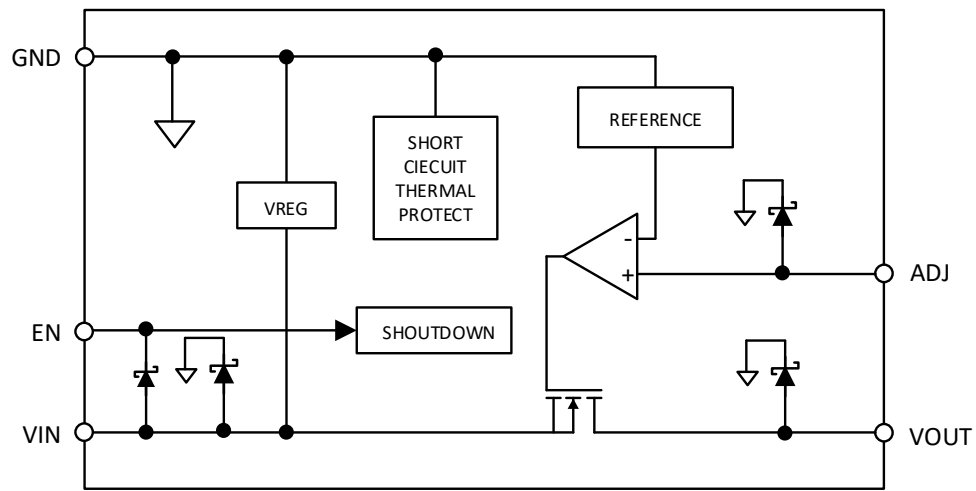 GND
REFERENCE
SHORT
CIECUIT
THERMAL
PROTECT
VREG
-
+
ADJ
EN
SHOUTDOWN
VIN
VOUT